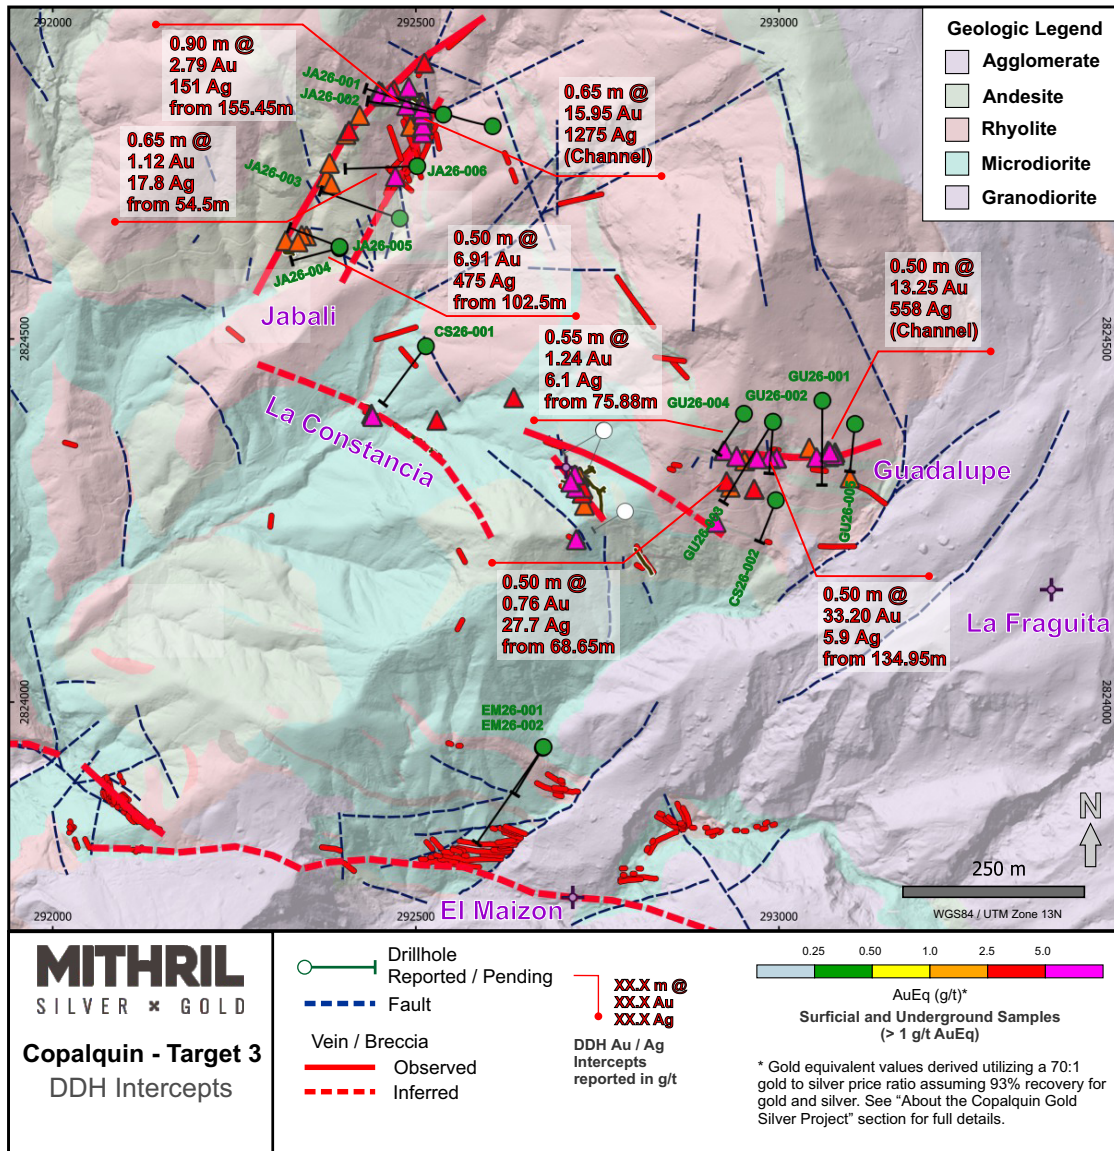 292000
292500
293000
Geologic Legend
Agglomerate
Andesite
Rhyolite
Microdiorite
Granodiorite
0.90 m @
2.79 Au
151 Ag
from 155.45m
JA26-001
JA26-002
0.65 m @
15.95 Au
1275 Ag
(Channel)
0.65 m @
1.12 Au
17.8 Ag
from 54.5m
JA26-003
JA26-006
JA26-005
JA26-004
0.50 m @
6.91 Au
475 Ag
from 102.5m
0.50 m @
13.25 Au
558 Ag
(Channel)
Jabali
2824500
2824500
CS26-001
0.55 m @
1.24 Au
6.1 Ag
from 75.88m
GU26-001
GU26-002
GU26-004
La Constancia
Guadalupe
GU26-003
GU26-005
CS26-002
0.50 m @
0.76 Au
27.7 Ag
from 68.65m
0.50 m @
33.20 Au
5.9 Ag
from 134.95m
La Fraguita
2824000
2824000
EM26-001
EM26-002
N
250 m
WGS84 / UTM Zone 13N
El Maizon
292000
292500
293000
MITHRIL
SILVER GOLD
Copalquin - Target 3
DDH Intercepts
Drillhole
Reported / Pending
Fault
Vein / Breccia
Observed
Inferred
XX.X m @
XX.X Au
XX.X Ag
DDH Au / Ag
Intercepts
reported in g/t
0.25 0.50 1.0 2.5 5.0
AuEq (g/t)*
Surficial and Underground Samples
(> 1 g/t AuEq)
* Gold equivalent values derived utilizing a 70:1
gold to silver price ratio assuming 93% recovery for
gold and silver. See “About the Copalquin Gold
Silver Project” section for full details.